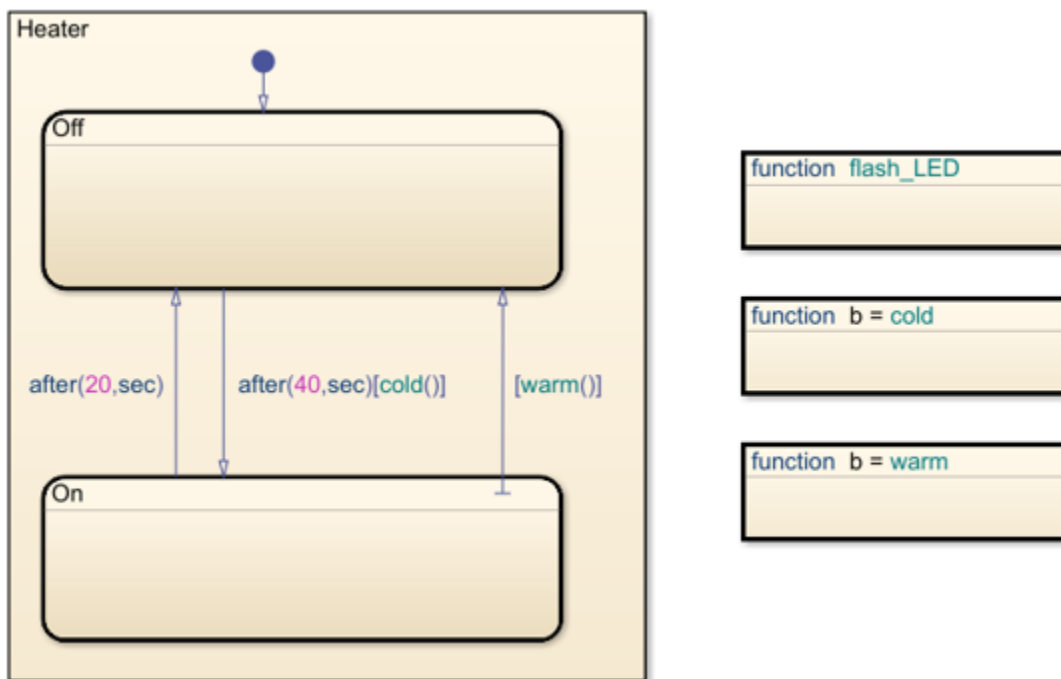 Heater
Off
after(20,sec)
after(40,sec)[cold()]
[warm()]
On
function flash_LED
function b = cold
function b = warm